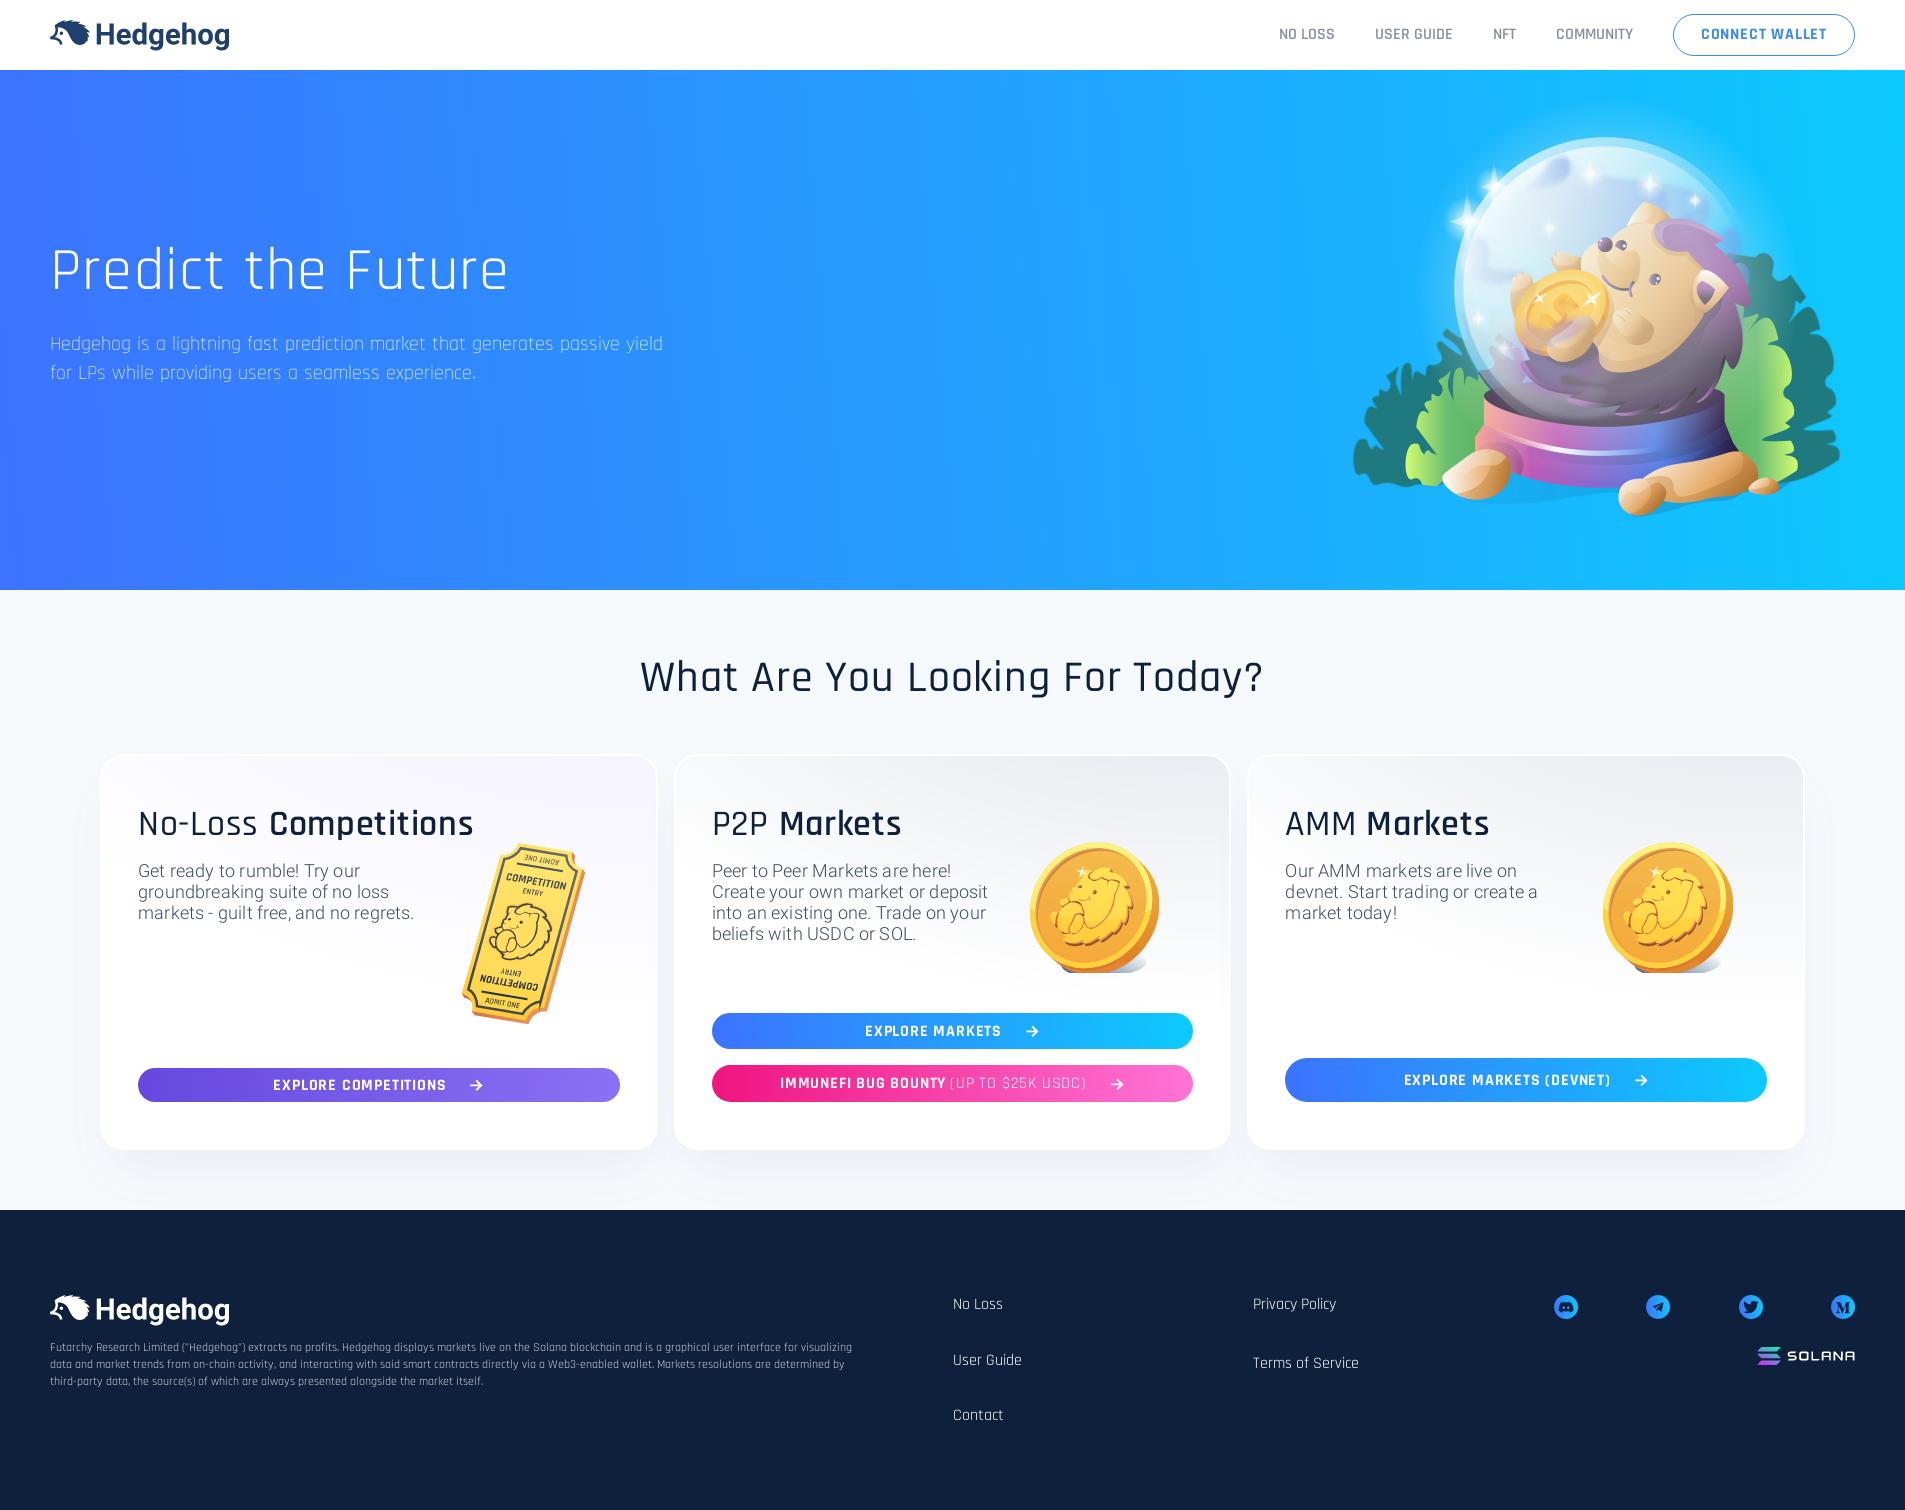 Hedgehog
NO LOSS
USER GUIDE
NFT
COMMUNITY
CONNECT WALLET
Predict the Future
Hedgehog is a lightning fast prediction market that generates passive yield
for LPs while providing users a seamless experience.
What Are You Looking For Today?
No-Loss Competitions
Get ready to rumble! Try our
groundbreaking suite of no loss
markets - guilt free, and no regrets.
ADMIT ONE
COMPETITION
ENTRY
ENTRY
COMPETITION
ADMIT ONE
EXPLORE COMPETITIONS
P2P Markets
Peer to Peer Markets are here!
Create your own market or deposit
into an existing one. Trade on your
beliefs with USDC or SOL.
EXPLORE MARKETS
IMMUNEFI BUG BOUNTY (UP TO $25K USDC)
AMM Markets
Our AMM markets are live on
devnet. Start trading or create a
market today!
EXPLORE MARKETS (DEVNET)
Hedgehog
Futarchy Research Limited ("Hedgehog") extracts no profits. Hedgehog displays markets live on the Solana blockchain and is a graphical user interface for visualizing
data and market trends from on-chain activity, and interacting with said smart contracts directly via a Web3-enabled wallet. Markets resolutions are determined by
third-party data, the source(s) of which are always presented alongside the market itself.
No Loss
User Guide
Contact
Privacy Policy
Terms of Service
SOLANA